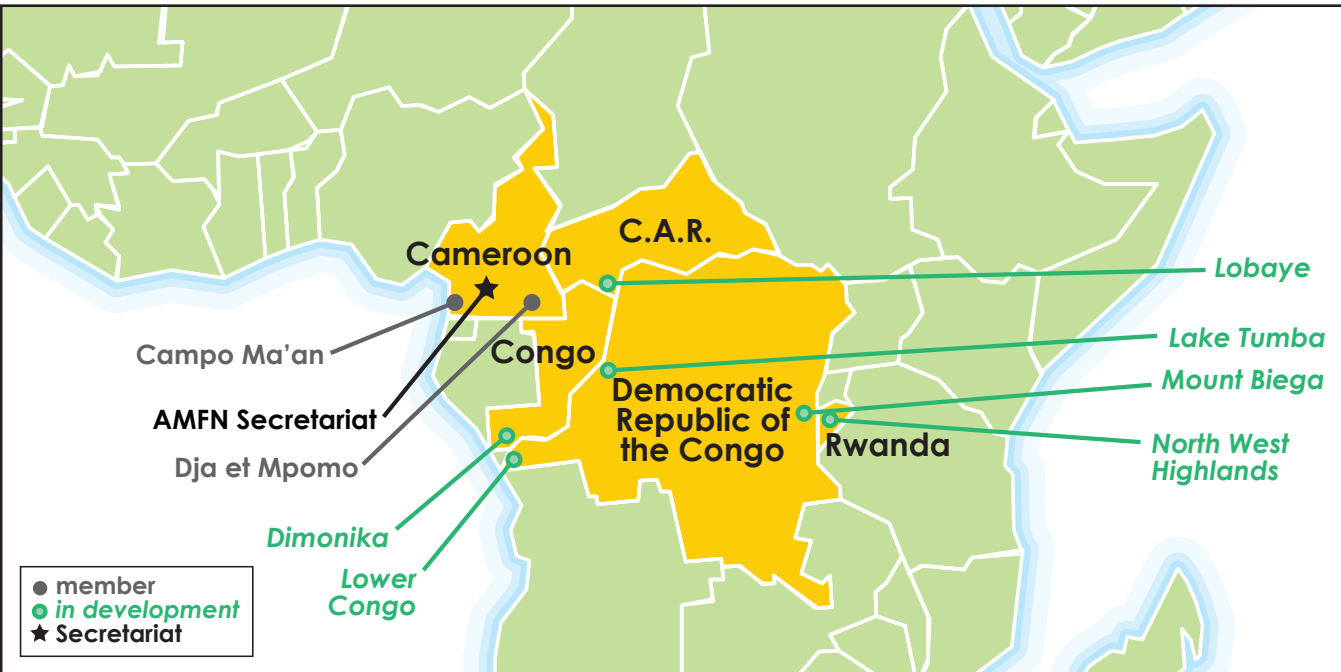 C.A.R.
Cameroon
Lobaye
Lake Tumba
Campo Ma'an
Congo
Mount Biega
Democratic
Republic of
the Congo
AMFN Secretariat
Rwanda
North West
Highlands
Dja et Mpomo
Dimonika
Lower
Congo
member
in development
Secretariat